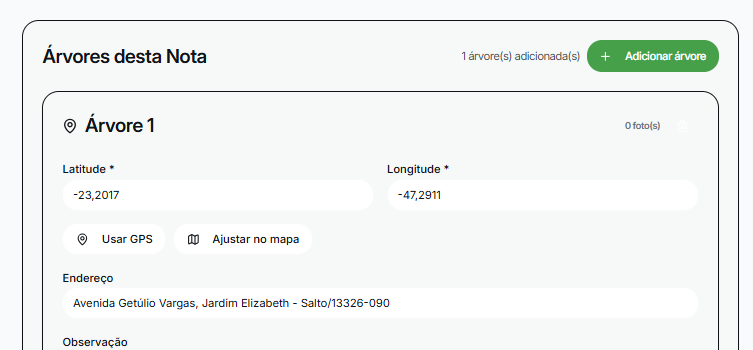 Árvores desta Nota
1 árvore(s) adicionada(s)
+ Adicionar árvore
Árvore 1
0 foto(s)
Latitude *
Longitude *
-23,2017
-47,2911
Usar GPS
Ajustar no mapa
Endereço
Avenida Getúlio Vargas, Jardim Elizabeth - Salto/13326-090
Observação